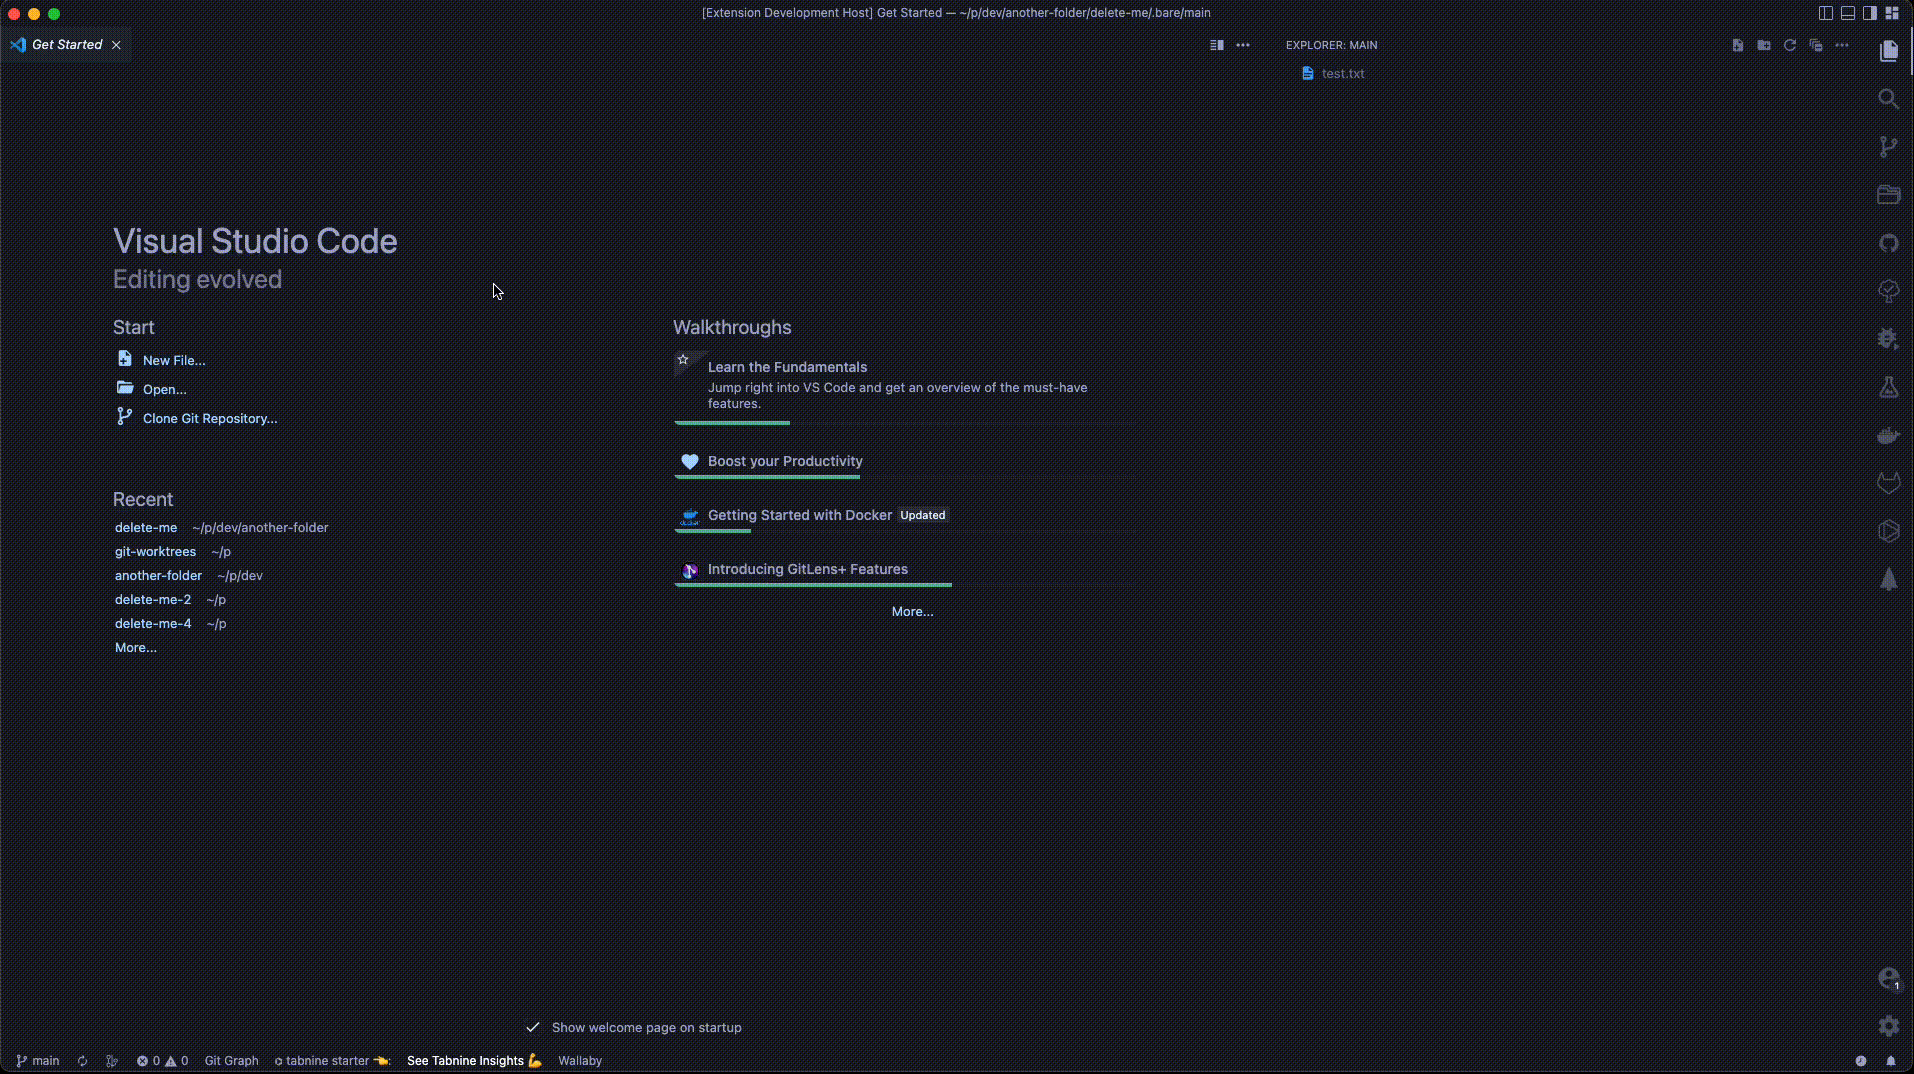 [Extension Development Host] Get Started — ~/p/dev/another-folder/delete-me/.bare/main
Get Started
EXPLORER: MAIN
test.txt
Visual Studio Code
Editing evolved
Start
New File...
Open...
Clone Git Repository...
Recent
delete-me ~/p/dev/another-folder
git-worktrees ~/p
another-folder ~/p/dev
delete-me-2 ~/p
delete-me-4 ~/p
More...
Walkthroughs
Learn the Fundamentals
Jump right into VS Code and get an overview of the must-have
features.
Boost your Productivity
Getting Started with Docker Updated
Introducing GitLens+ Features
More...
1
Show welcome page on startup
main 0 0 Git Graph tabnine starter 👈: See Tabnine Insights 💪 Wallaby